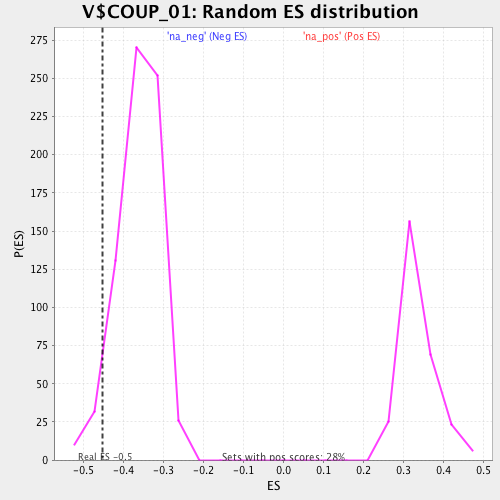 V$COUP_01: Random ES distribution
'na_neg' (Neg ES) 'na_pos' (Pos ES)
P(ES)
275
250
225
200
175
150
125
100
75
50
25
0
Real ES -0.5 Sets with pos scores: 28%
-0.5 -0.4 -0.3 -0.2 -0.1 0.0 0.1 0.2 0.3 0.4 0.5
ES